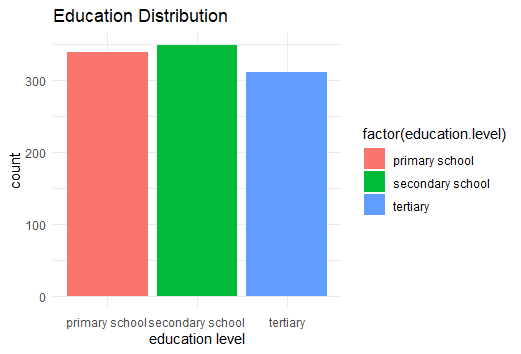 Education Distribution
300
200
100
0
count
primary school
secondary school
tertiary
education level
factor(education.level)
primary school
secondary school
tertiary